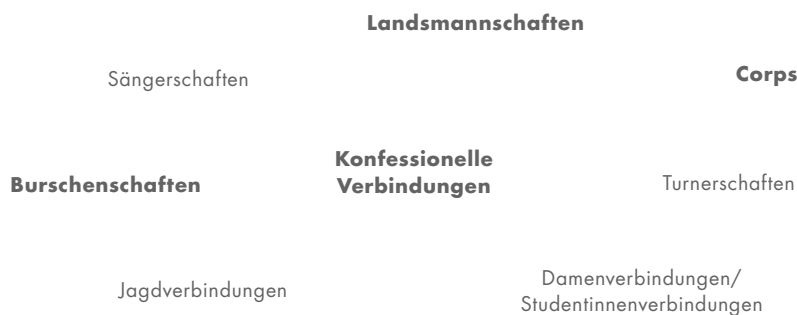 Landsmannschaften
Sängerschaften
Corps
Konfessionelle
Verbindungen
Burschenschaften
Turnerschaften
Jagdverbindungen
Damenverbindungen/
Studentinnenverbindungen